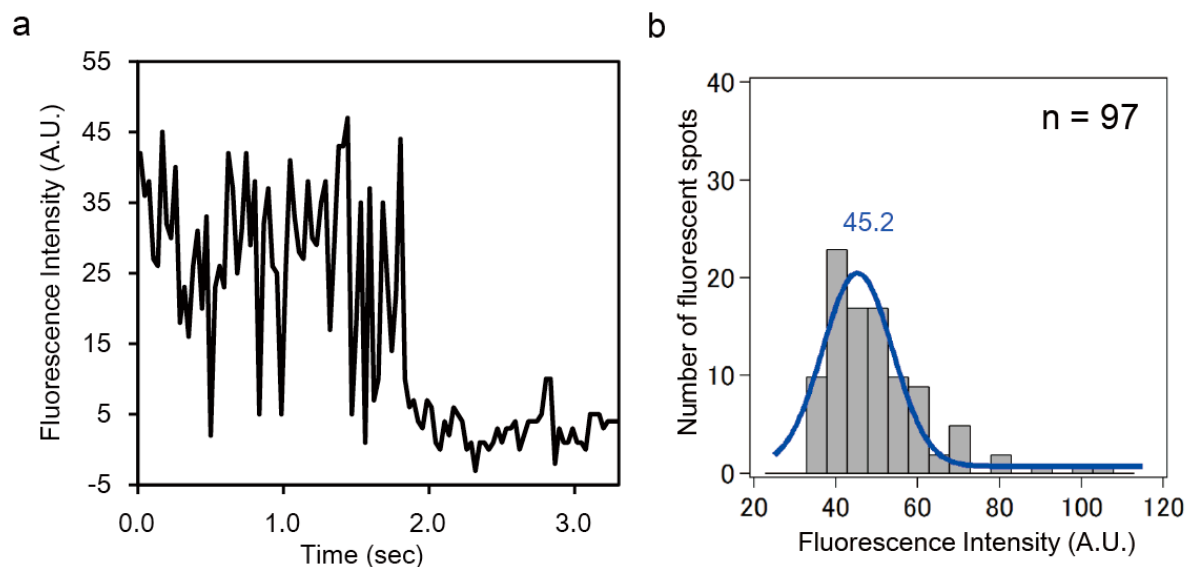 a
55
45
35
25
15
5
-5
Fluorescence Intensity (A.U.)
0.0 1.0 2.0 3.0
Time (sec)
b
40
30
20
10
0
Number of fluorescent spots
n = 97
45.2
20 40 60 80 100 120
Fluorescence Intensity (A.U.)